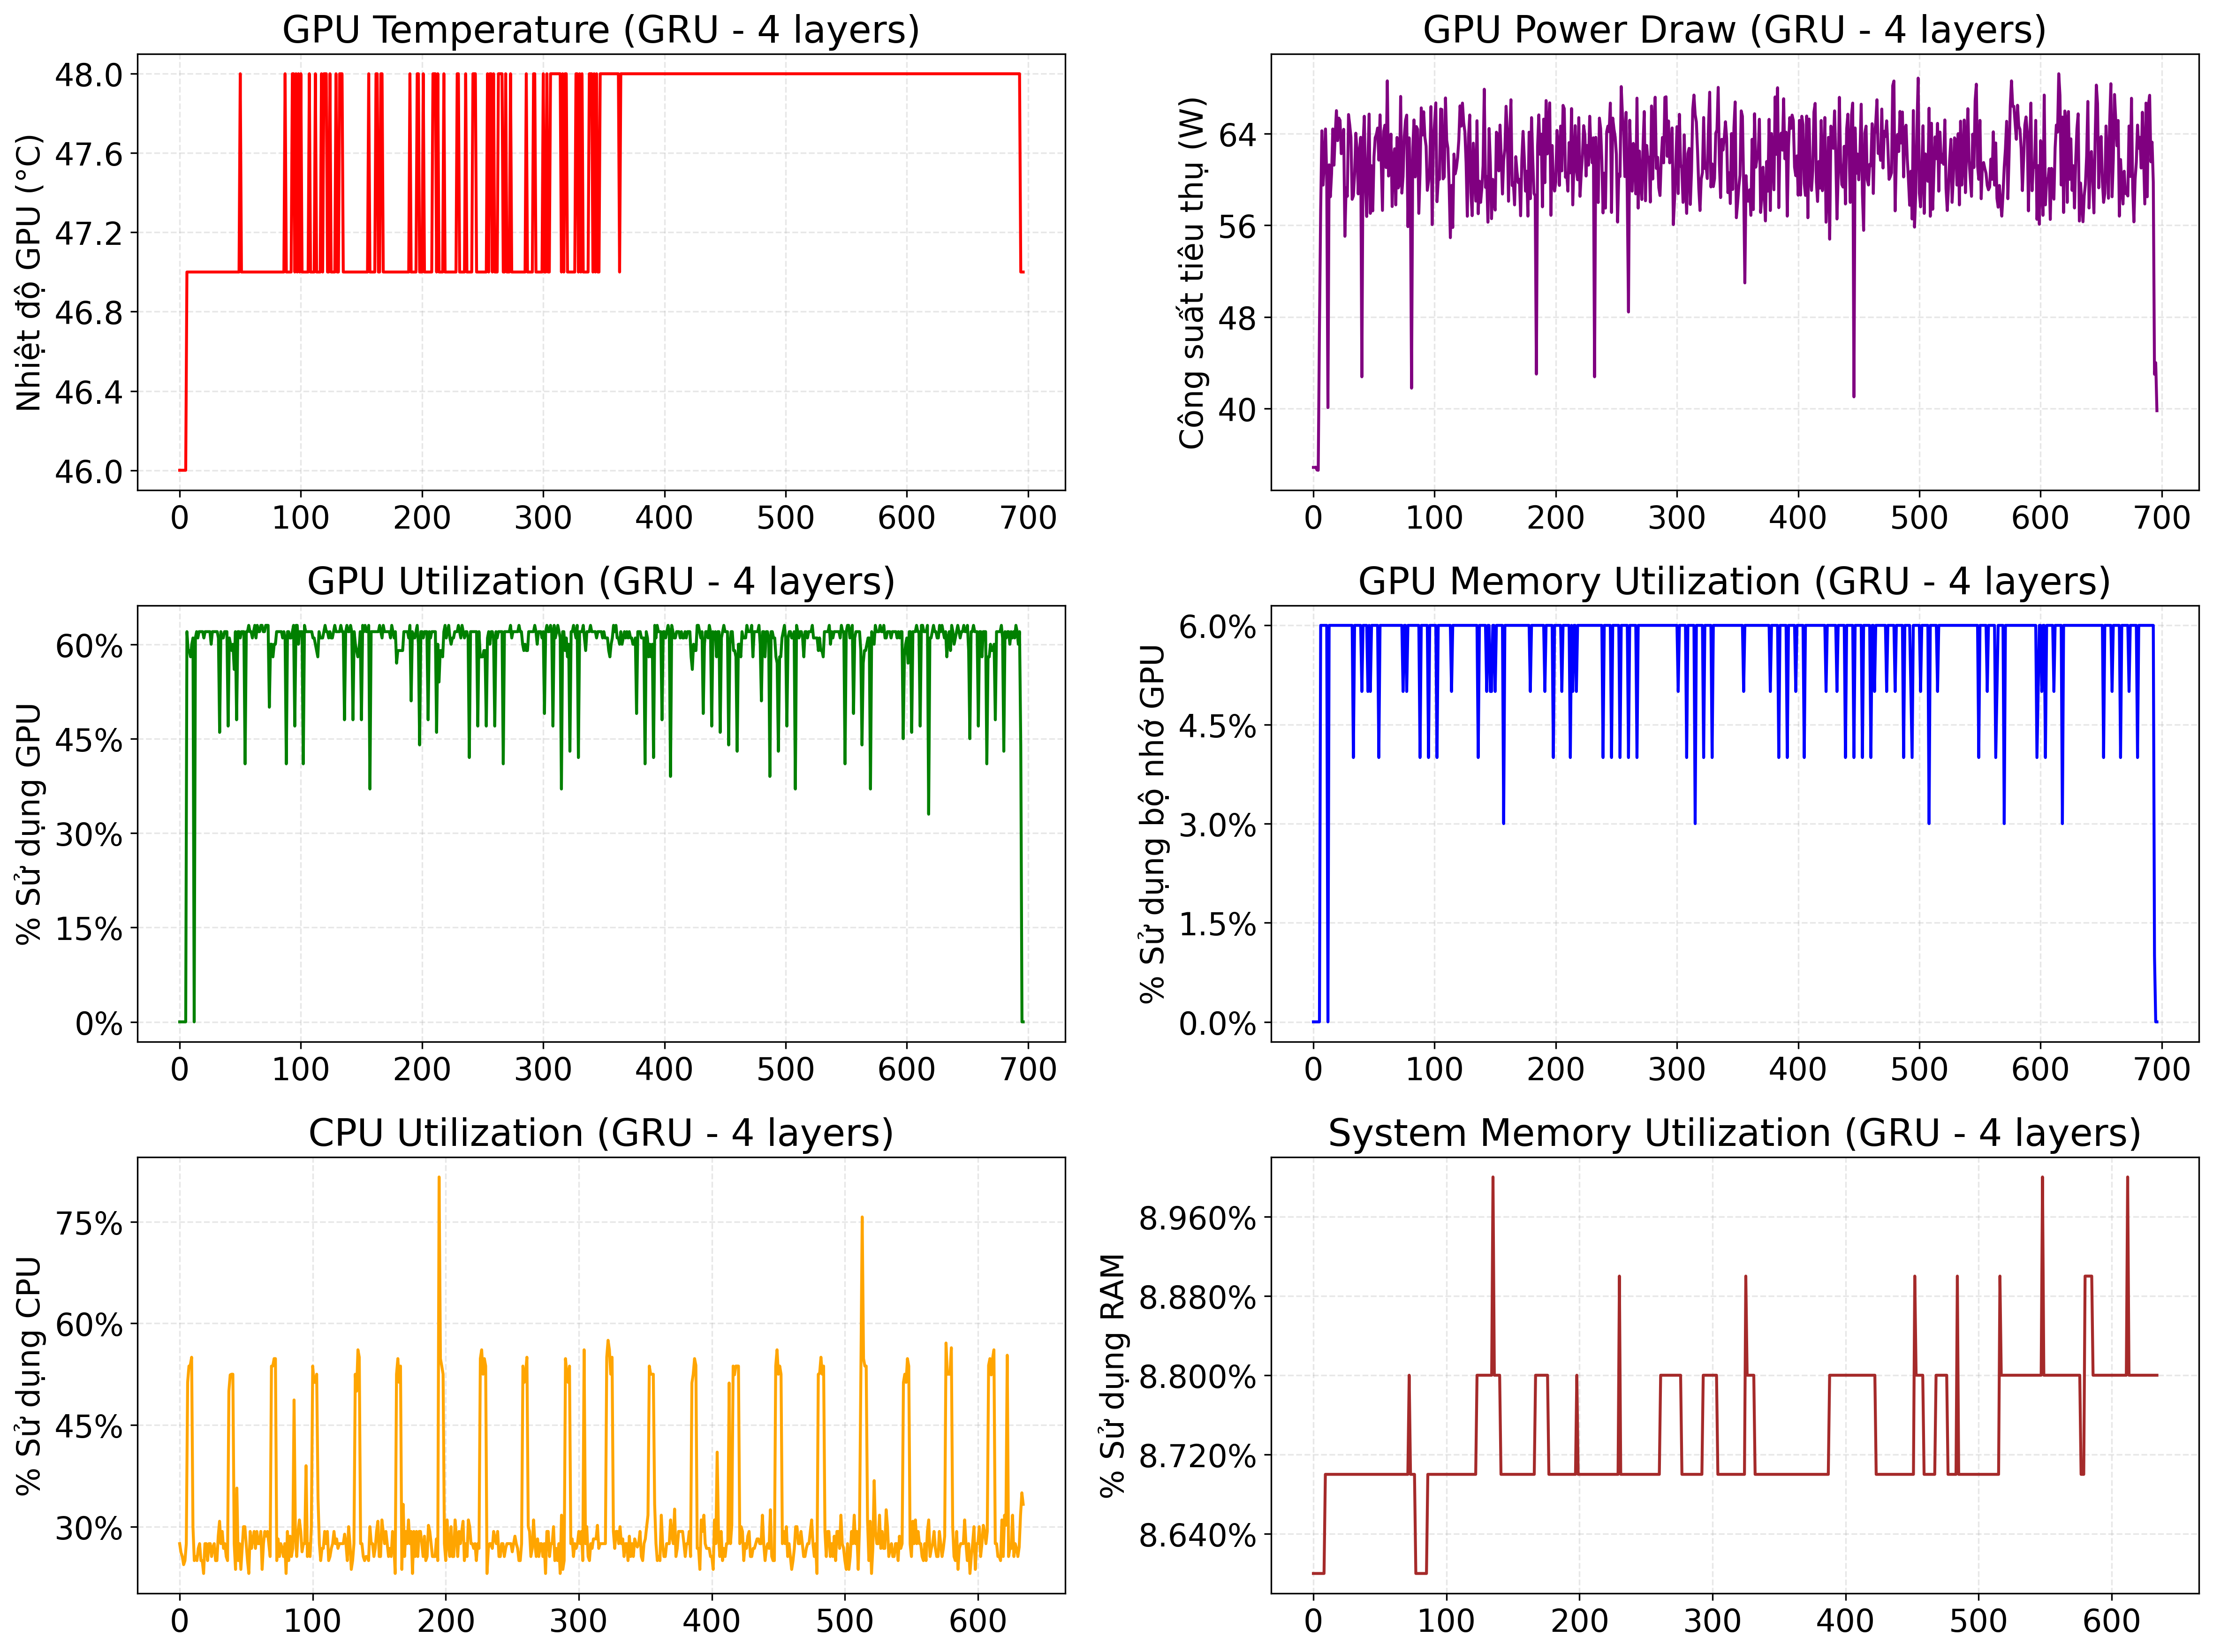 GPU Temperature (GRU - 4 layers)
Nhiệt độ GPU (°C)
48.0
47.6
47.2
46.8
46.4
46.0
0 100 200 300 400 500 600 700
GPU Power Draw (GRU - 4 layers)
Công suất tiêu thụ (W)
64
56
48
40
0 100 200 300 400 500 600 700
GPU Utilization (GRU - 4 layers)
% Sử dụng GPU
60%
45%
30%
15%
0%
0 100 200 300 400 500 600 700
GPU Memory Utilization (GRU - 4 layers)
% Sử dụng bộ nhớ GPU
6.0%
4.5%
3.0%
1.5%
0.0%
0 100 200 300 400 500 600 700
CPU Utilization (GRU - 4 layers)
% Sử dụng CPU
75%
60%
45%
30%
0 100 200 300 400 500 600
System Memory Utilization (GRU - 4 layers)
% Sử dụng RAM
8.960%
8.880%
8.800%
8.720%
8.640%
0 100 200 300 400 500 600